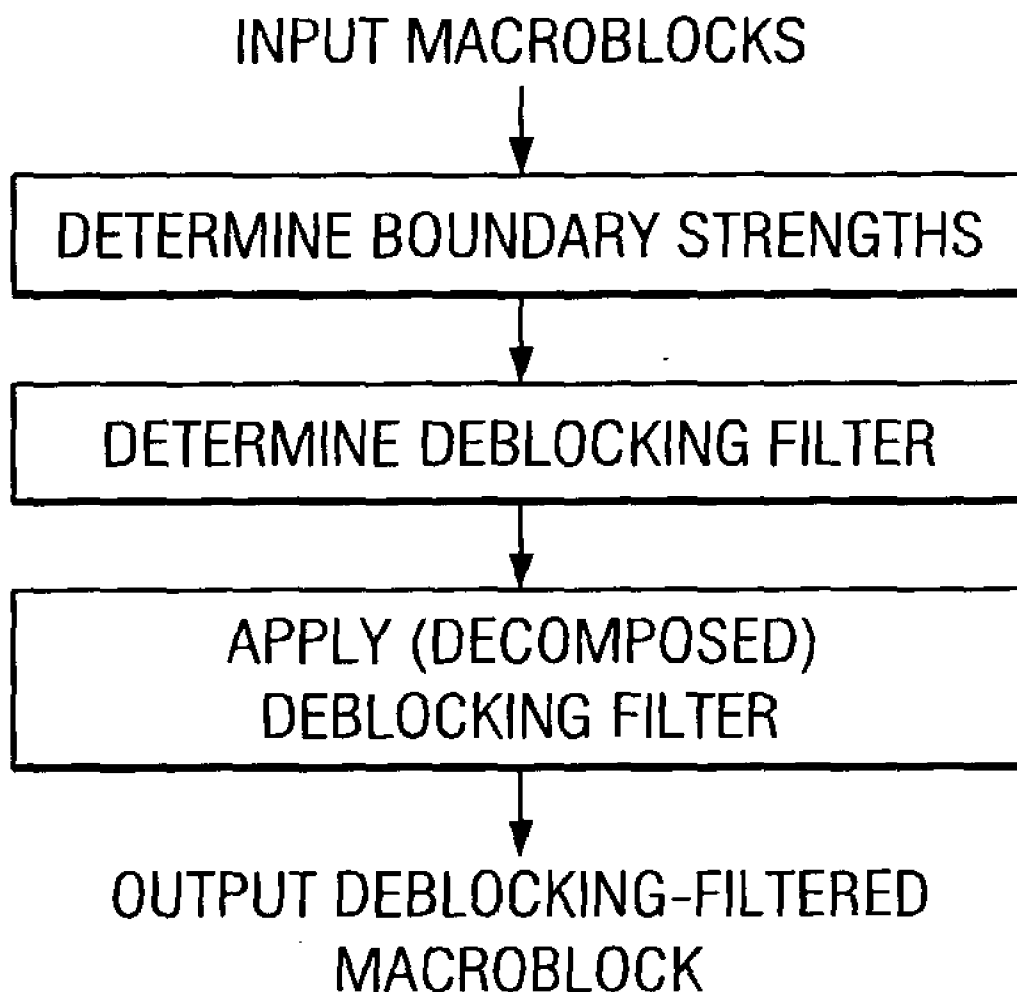 INPUT MACROBLOCKS
DETERMINE BOUNDARY STRENGTHS
DETERMINE DEBLOCKING FILTER
APPLY (DECOMPOSED)
DEBLOCKING FILTER
OUTPUT DEBLOCKING-FILTERED
MACROBLOCK